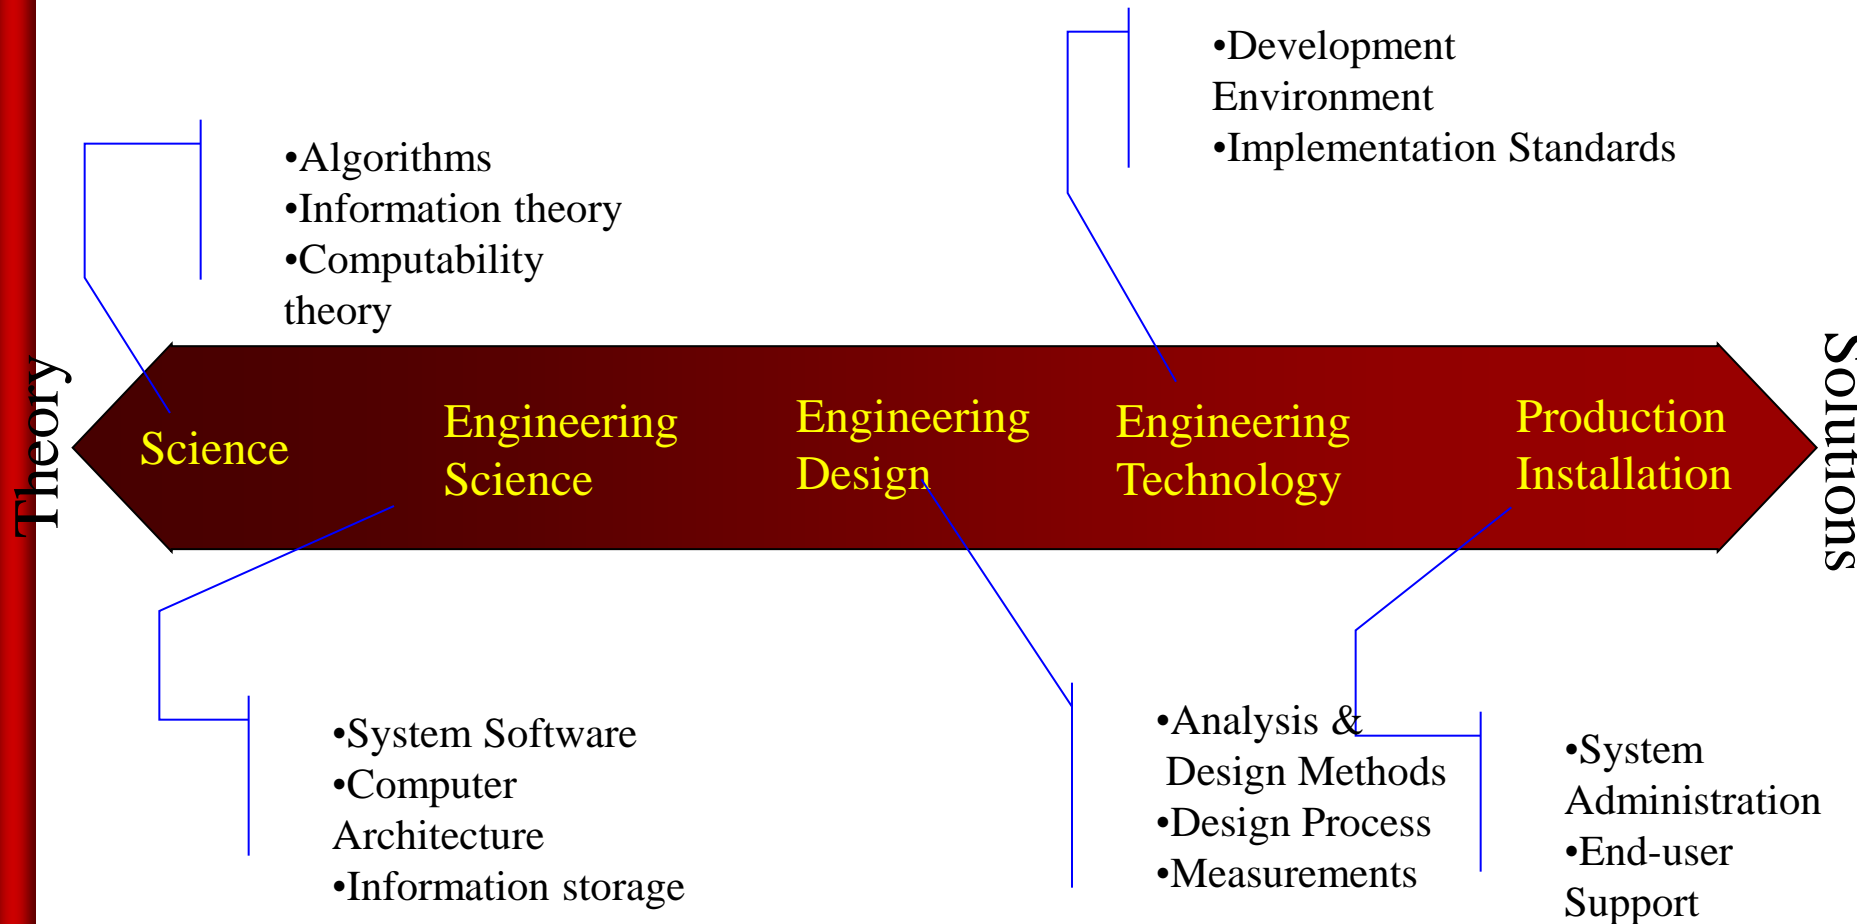 •Development
Environment
•Implementation Standards
•Algorithms
•Information theory
•Computability
theory
Theory
Science
Engineering
Science
Engineering
Design
Engineering
Technology
Production
Installation
Solutions
•System Software
•Computer
Architecture
•Information storage
•Analysis &
Design Methods
•Design Process
•Measurements
•System
Administration
•End-user
Support